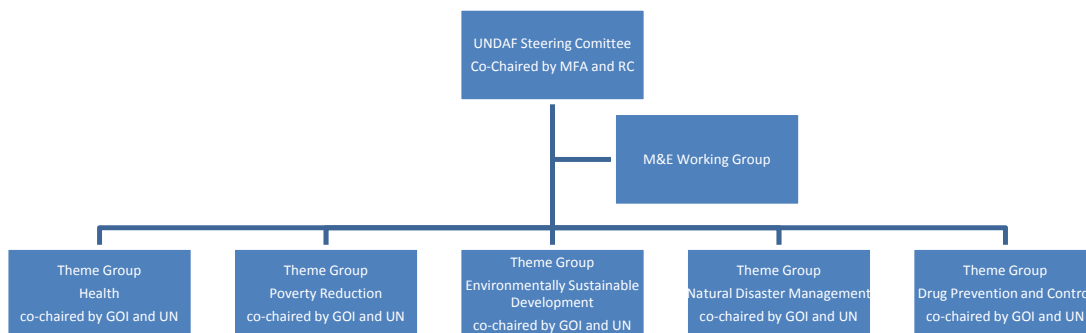 UNDAF Steering Comittee
Co-Chaired by MFA and RC
M&E Working Group
Theme Group
Health
co-chaired by GOI and UN
Theme Group
Poverty Reduction
co-chaired by GOI and UN
Theme Group
Environmentally Sustainable
Development
co-chaired by GOI and UN
Theme Group
Natural Disaster Management
co-chaired by GOI and UN
Theme Group
Drug Prevention and Control
co-chaired by GOI and UN